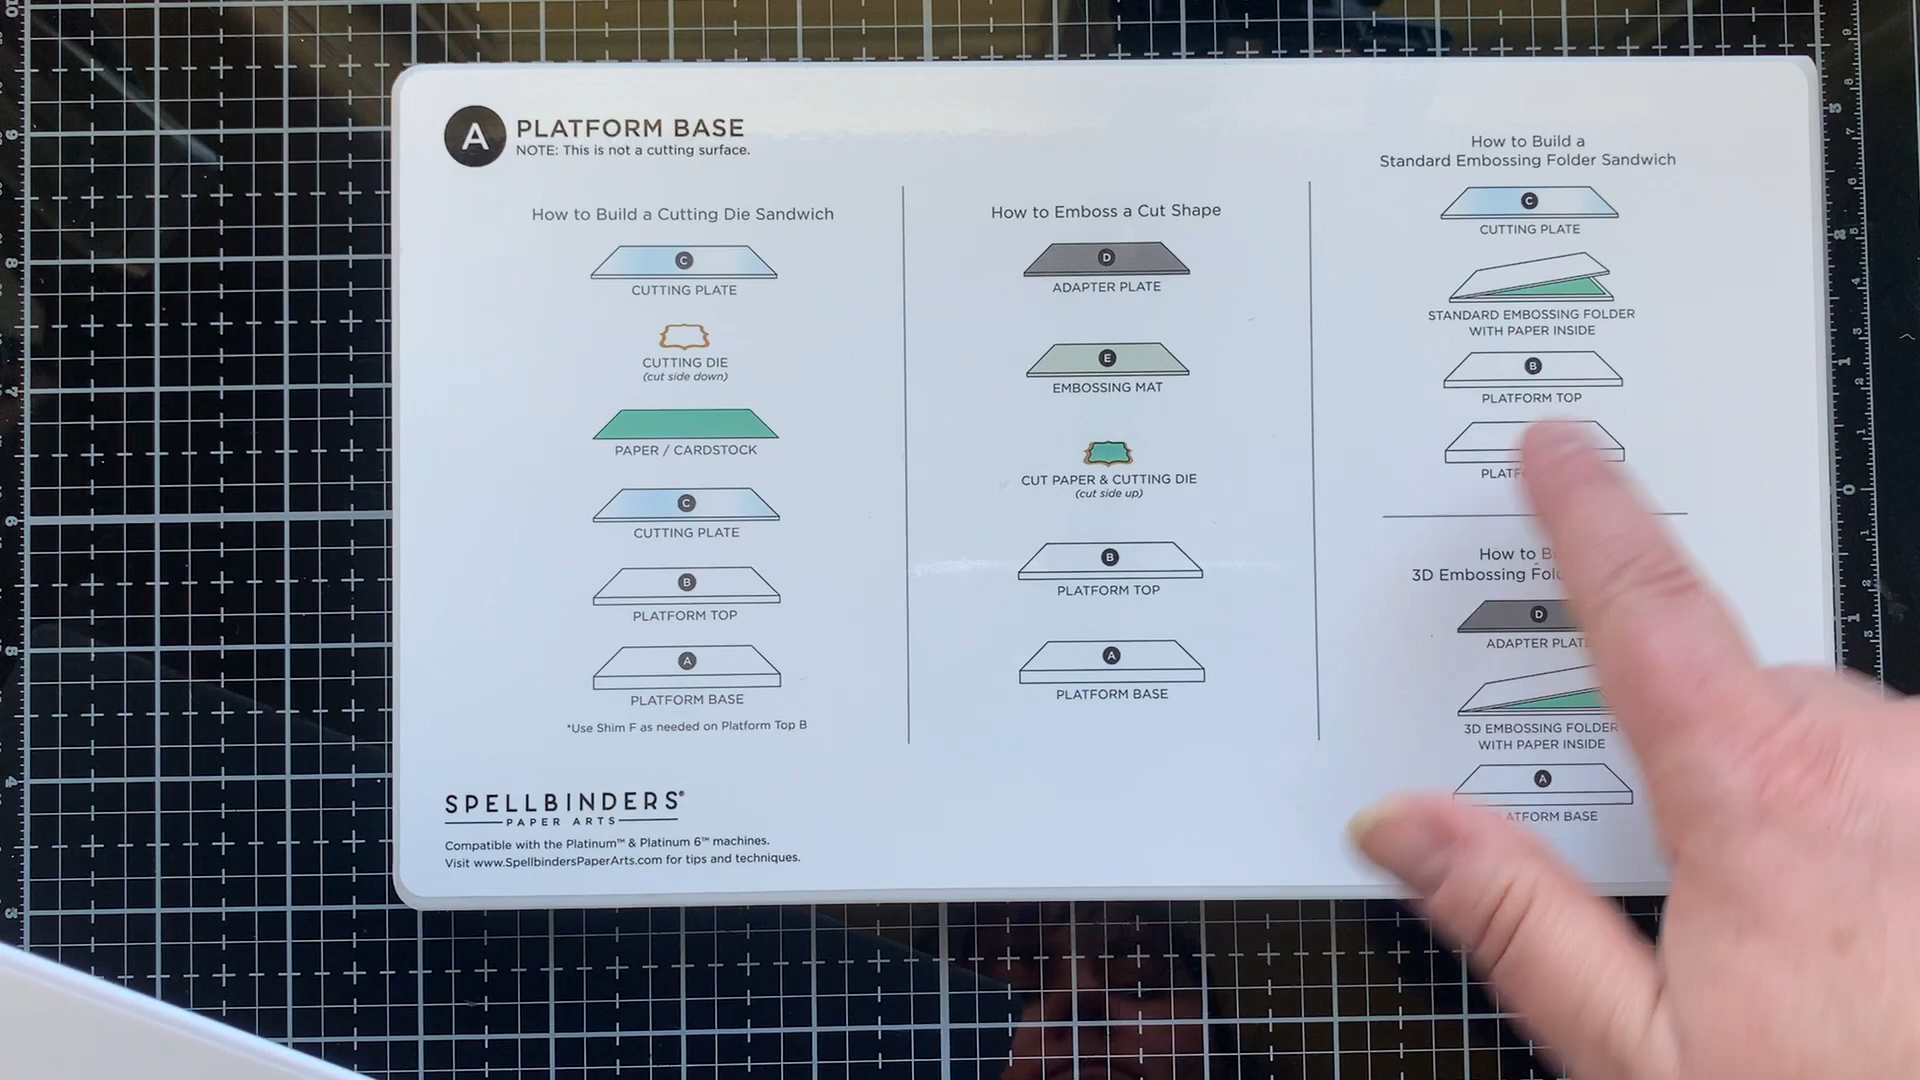 A
PLATFORM BASE
NOTE: This is not a cutting surface.
How to Build a Cutting Die Sandwich
C
CUTTING PLATE
CUTTING DIE
(cut side down)
PAPER / CARDSTOCK
C
CUTTING PLATE
B
PLATFORM TOP
A
PLATFORM BASE
*Use Shim F as needed on Platform Top B
SPELLBINDERS®
PAPER ARTS
Compatible with the Platinum™ & Platinum 6™ machines.
Visit www.SpellbindersPaperArts.com for tips and techniques.
How to Emboss a Cut Shape
D
ADAPTER PLATE
E
EMBOSSING MAT
CUT PAPER & CUTTING DIE
(cut side up)
B
PLATFORM TOP
A
PLATFORM BASE
How to Build a
Standard Embossing Folder Sandwich
C
CUTTING PLATE
STANDARD EMBOSSING FOLDER
WITH PAPER INSIDE
B
PLATFORM TOP
How to
3D Embossing
D
ADAPTER
3D EMBOSSING FOLDER
WITH PAPER INSIDE
A
BASE